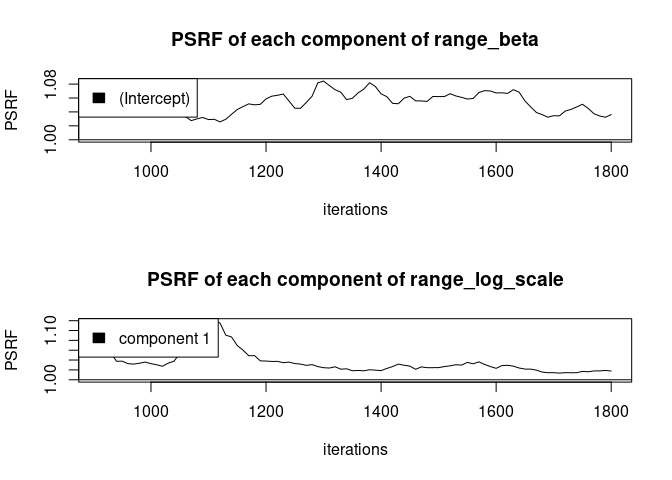 PSRF of each component of range_beta
PSRF
1.08
1.00
(Intercept)
1000 1200 1400 1600 1800
iterations
PSRF of each component of range_log_scale
PSRF
1.10
1.00
component 1
1000 1200 1400 1600 1800
iterations